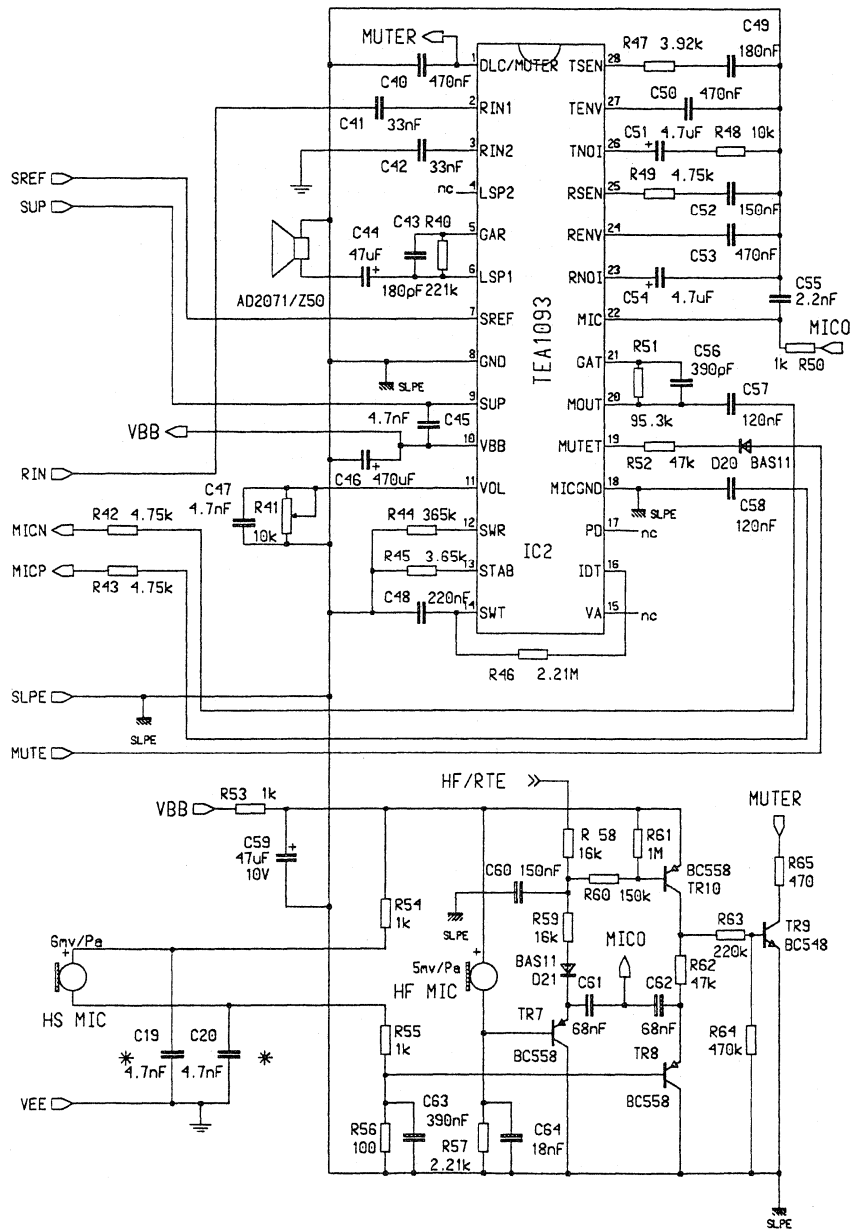 C49
180nF
MUTER
R47 3.92k
1 DLC/MUTER TSEN 28
C40 470nF
C50 470nF
2 RIN1 TENV 27
C41 33nF
C51 4.7uF R48 10k
+
3 RIN2 TNOI 26
C42 33nF
R49 4.75k
SREF
nc 4 LSP2 RSEN 25
C52 150nF
SUP
C44 47uF
C43 R40
5 GAR RENV 24
C53 470nF
+
180pF 221k
6 LSP1 RNOI 23
+
C54 4.7uF
C55 2.2nF
AD2071/Z50
7 SREF MIC 22
MICO
1k R50
TEA1093
8 GND GAT 21
R51 C56 390pF
SLPE
9 SUP MOUT 20
95.3k
C57 120nF
4.7nF C45
VBB
10 VBB MUTET 19
R52 47k D20 BAS11
RIN
C46 + 470uF
C47 4.7nF
R41 10k
11 VOL MICGND 18
C58 120nF
SLPE
MICN
R42 4.75k
R44 365k
12 SWR PD 17 nc
IC2
R45 3.65k
13 STAB IDT 16
MICP
R43 4.75k
C48 220nF
14 SWT VA 15 nc
R46 2.21M
SLPE
SLPE
MUTE
HF/RTE
VBB
R53 1k
MUTER
C59 47uF 10V
+
R 58 16k
R61 1M
C60 150nF
R60 150k
BC558 TR10
R65 470
R54 1k
SLPE
R59 16k
R63 220k
TR9 BC548
6mv/Pa
+
HS MIC
5mv/Pa
+
HF MIC
BAS11 D21
MICO
C61 68nF
C62 68nF
R62 47k
TR7 BC558
R64 470k
C19 4.7nF
C20 4.7nF
*
*
R55 1k
TR8 BC558
VEE
R56 100
C63 390nF
R57 2.21k
C64 18nF
SLPE